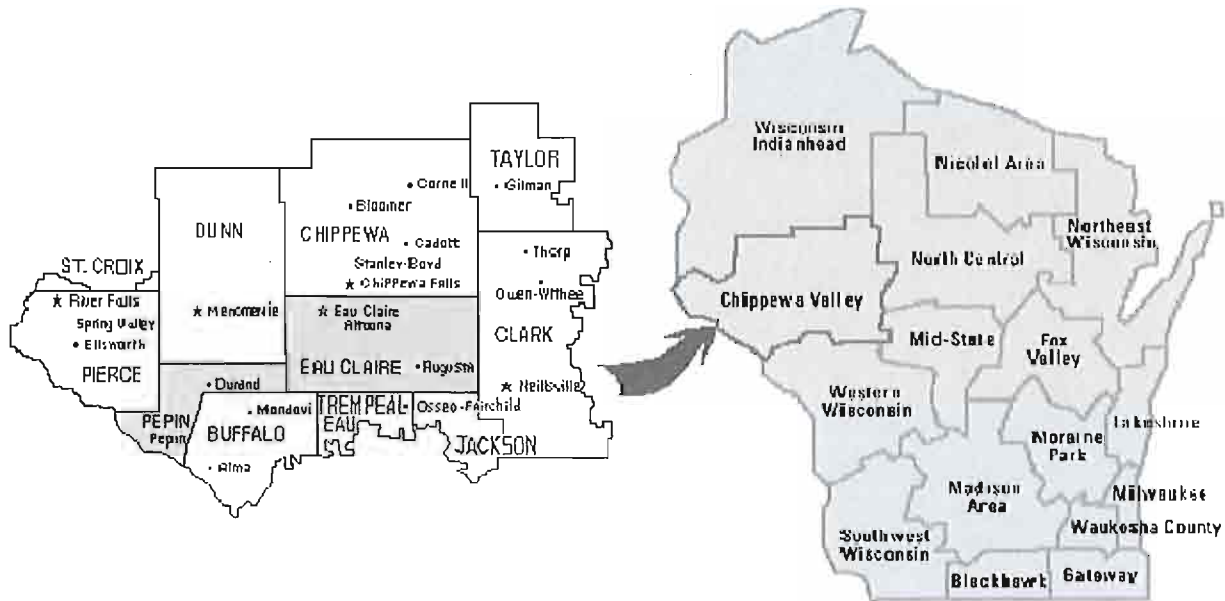 TAYLOR
Gilman
Cornell
Bloomer
CHIPPEWA
Cadott
Stanley-Boyd
Chippewa Falls
DUNN
Menomonie
ST. CROIX
River Falls
Spring Valley
Ellsworth
PIERCE
Thorp
Owen-Withee
CLARK
Neillsville
Eau Claire
Altoona
EAU CLAIRE
Augusta
Durand
PEPIN
Pepin
Mondovi
BUFFALO
Alma
TREMPEAL-
EAU
Osseo-Fairchild
JACKSON
Wisconsin
Indianhead
Nicolet Area
Northeast
Wisconsin
North Central
Chippewa Valley
Mid-State
Fox
Valley
Western
Wisconsin
Lakeshore
Moraine
Park
Madison
Area
Milwaukee
Waukesha County
Southwest
Wisconsin
Blackhawk
Gateway